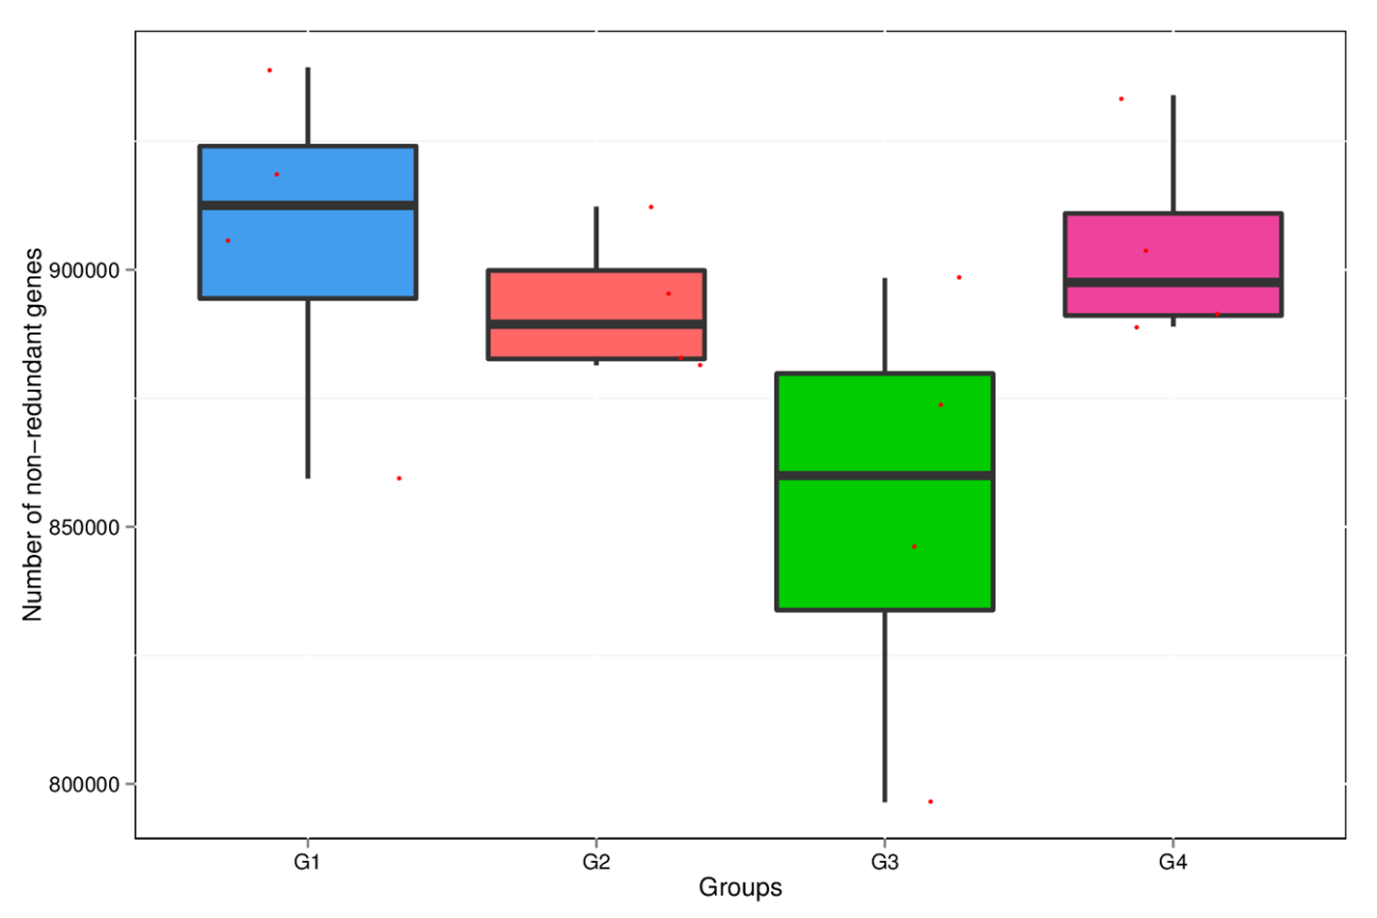 Number of non−redundant genes
900000
850000
800000
G1
G2
G3
G4
Groups